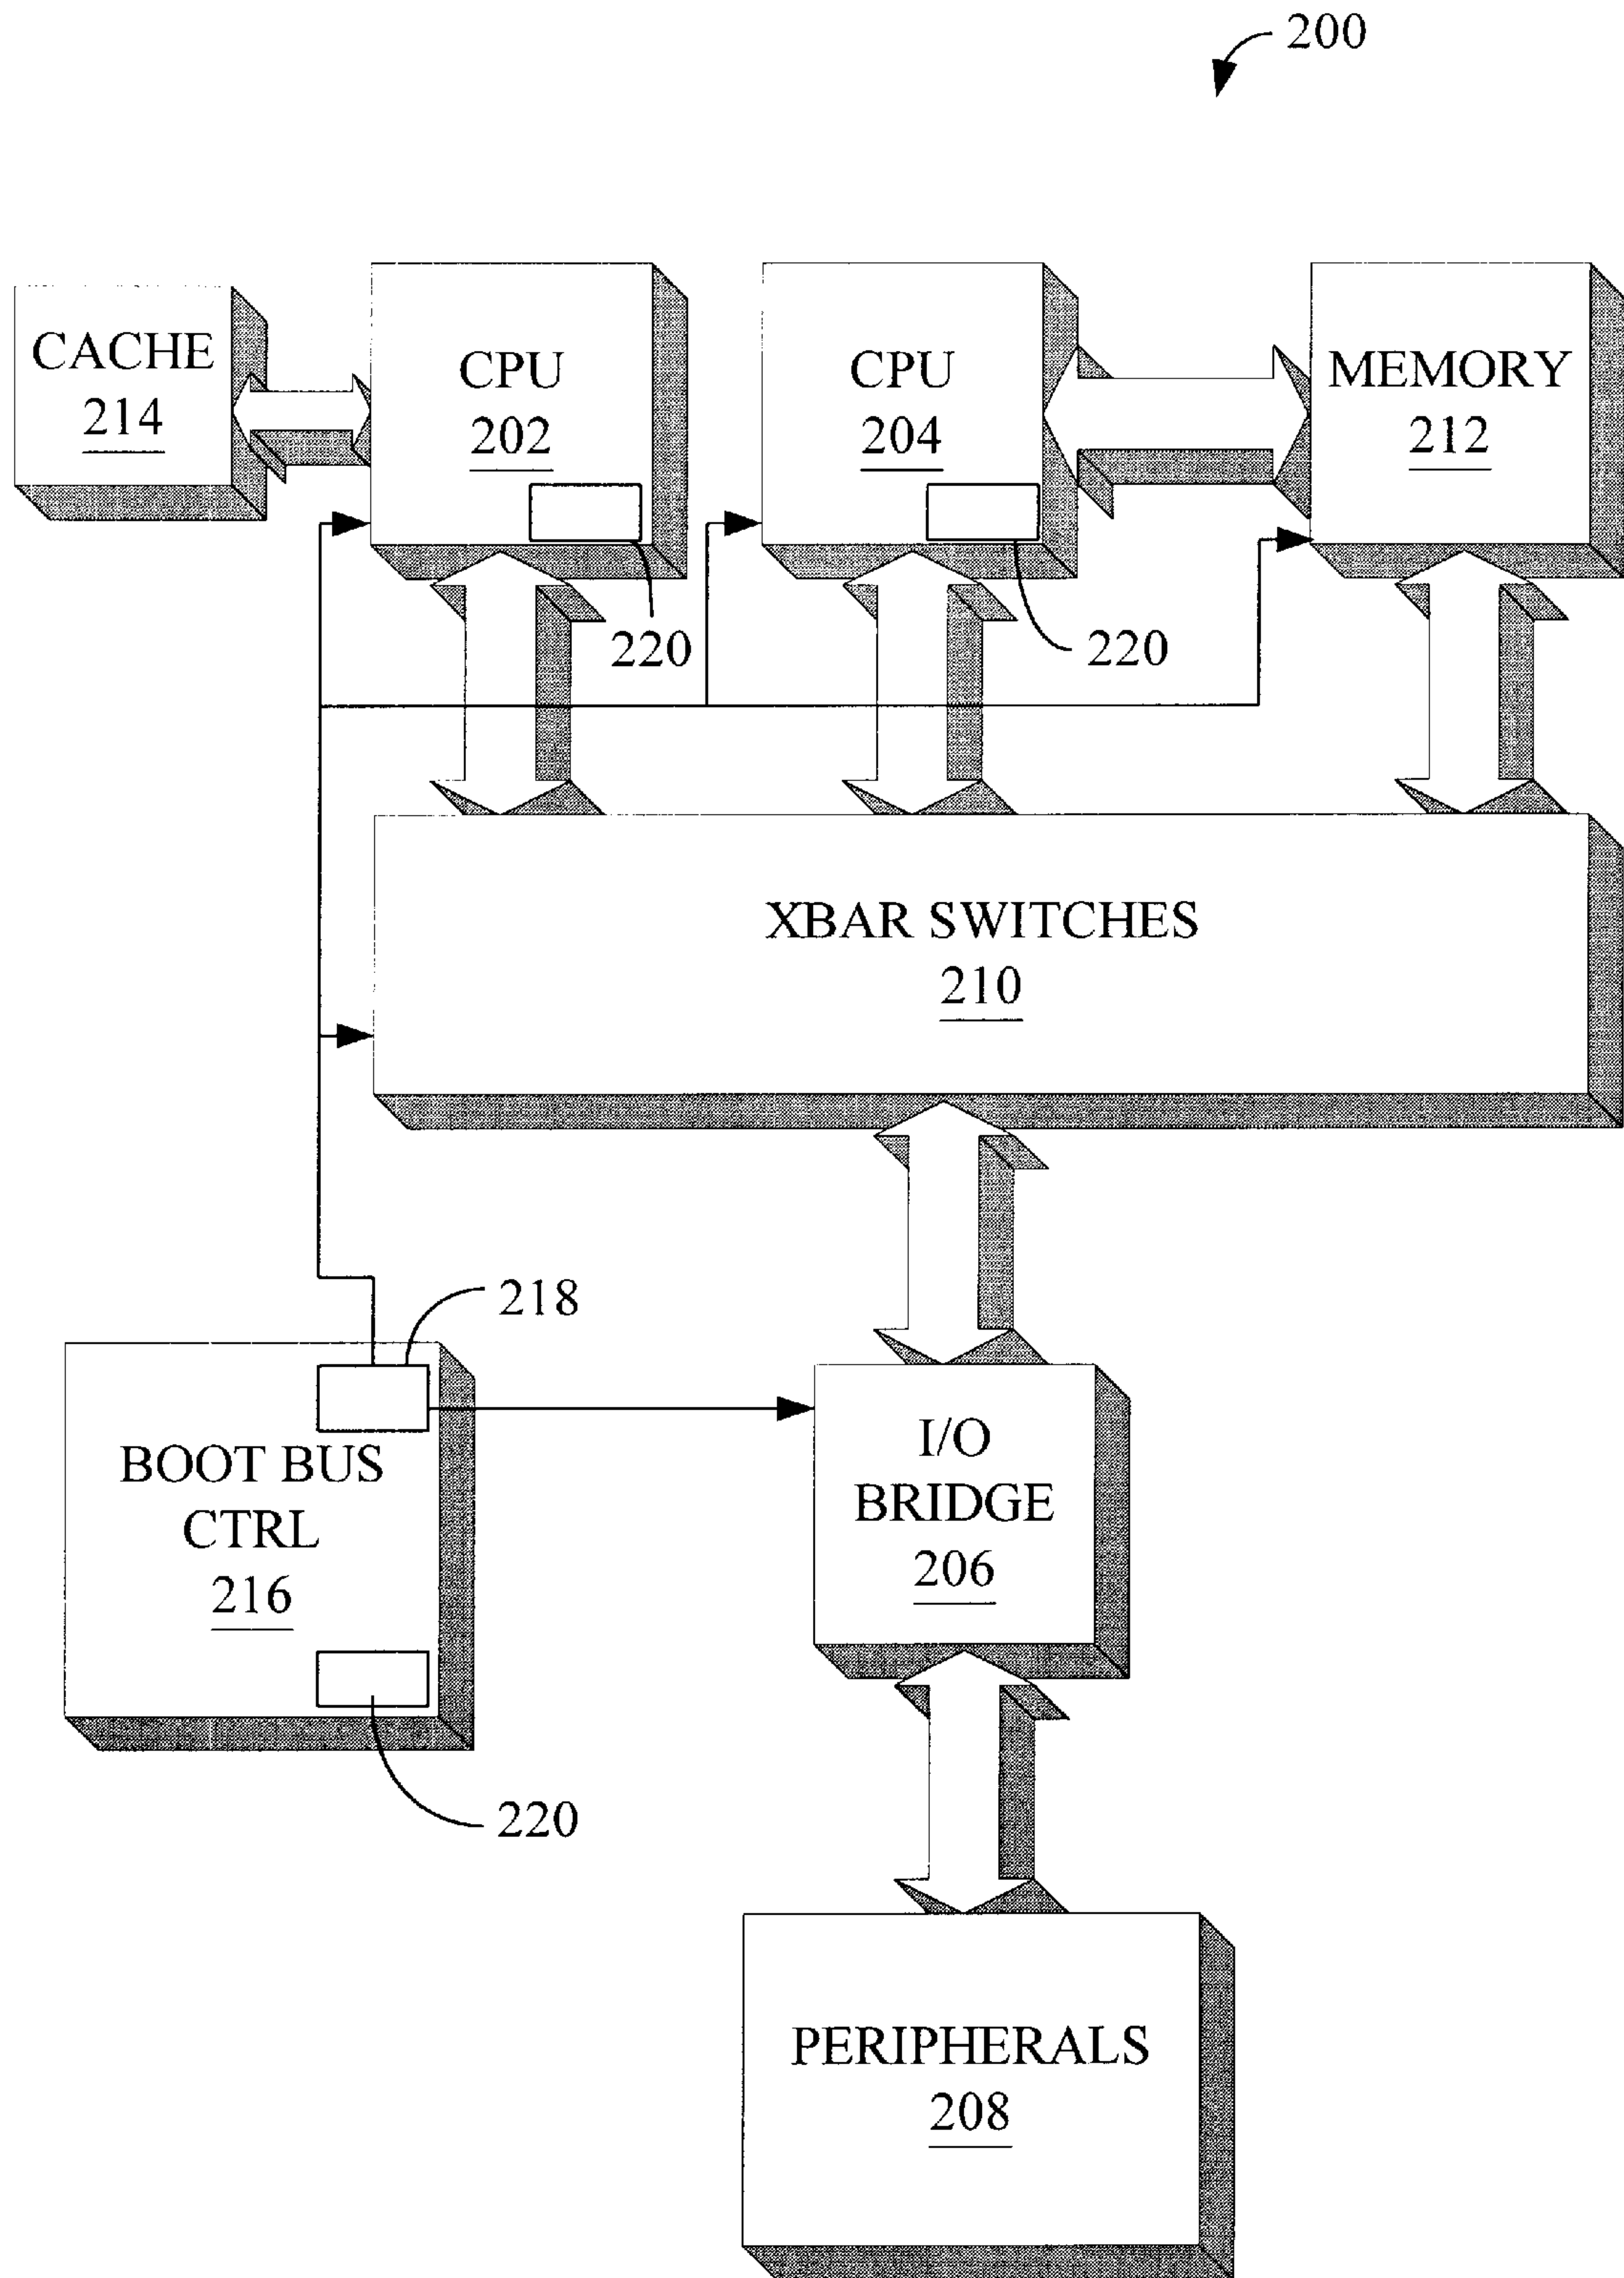 200
CACHE
214
CPU
202
CPU
204
MEMORY
212
220
220
XBAR SWITCHES
210
218
BOOT BUS
CTRL
216
220
I/O
BRIDGE
206
PERIPHERALS
208